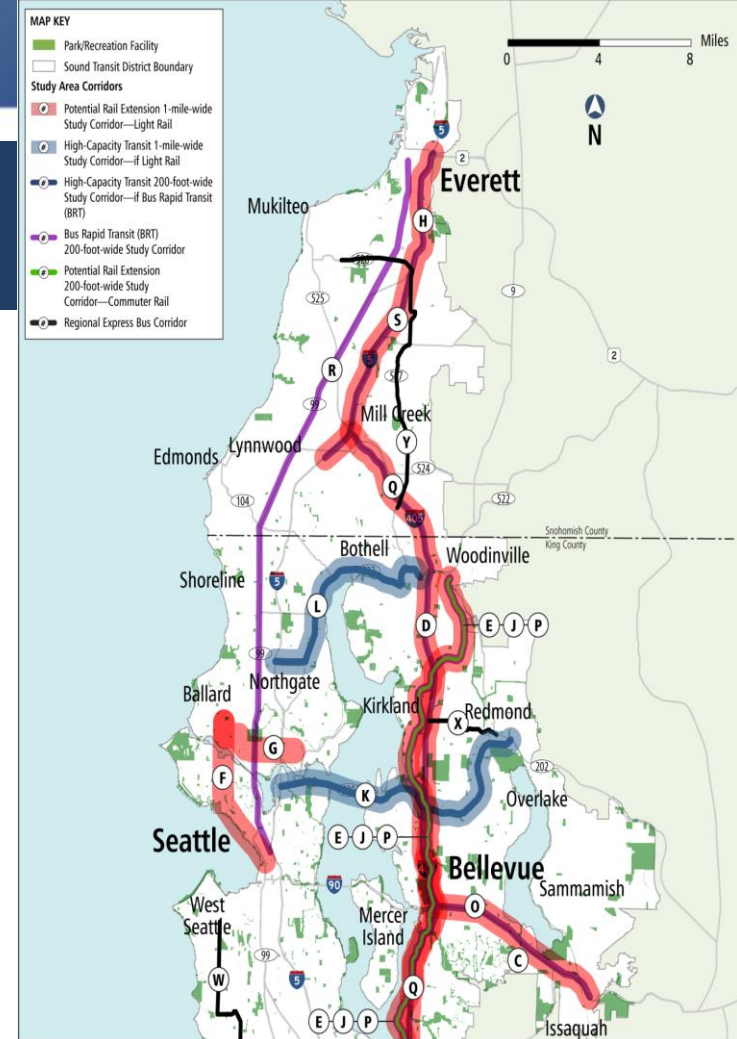 MAP KEY
Park/Recreation Facility
Sound Transit District Boundary
Study Area Corridors
# Potential Rail Extension 1-mile-wide
Study Corridor—Light Rail
# High-Capacity Transit 1-mile-wide
Study Corridor—if Light Rail
# High-Capacity Transit 200-foot-wide
Study Corridor—if Bus Rapid Transit
(BRT)
# Bus Rapid Transit (BRT)
200-foot-wide Study Corridor
# Potential Rail Extension
200-foot-wide Study
Corridor—Commuter Rail
# Regional Express Bus Corridor
Miles
0 4 8
N
5
2
Everett
Mukilteo
H
9
525
S
5
2
R
99
Mill Creek
Edmonds
Lynnwood
Y
524
Q
522
104
405
Snohomish County
King County
Bothell
Woodinville
Shoreline
5
L
D
E J P
99
Northgate
Ballard
Kirkland
X
Redmond
G
F
202
K
Overlake
Seattle
E J P
Bellevue
90
Sammamish
West
Seattle
Mercer
Island
O
99
C
W
5
Q
E J P
Issaquah